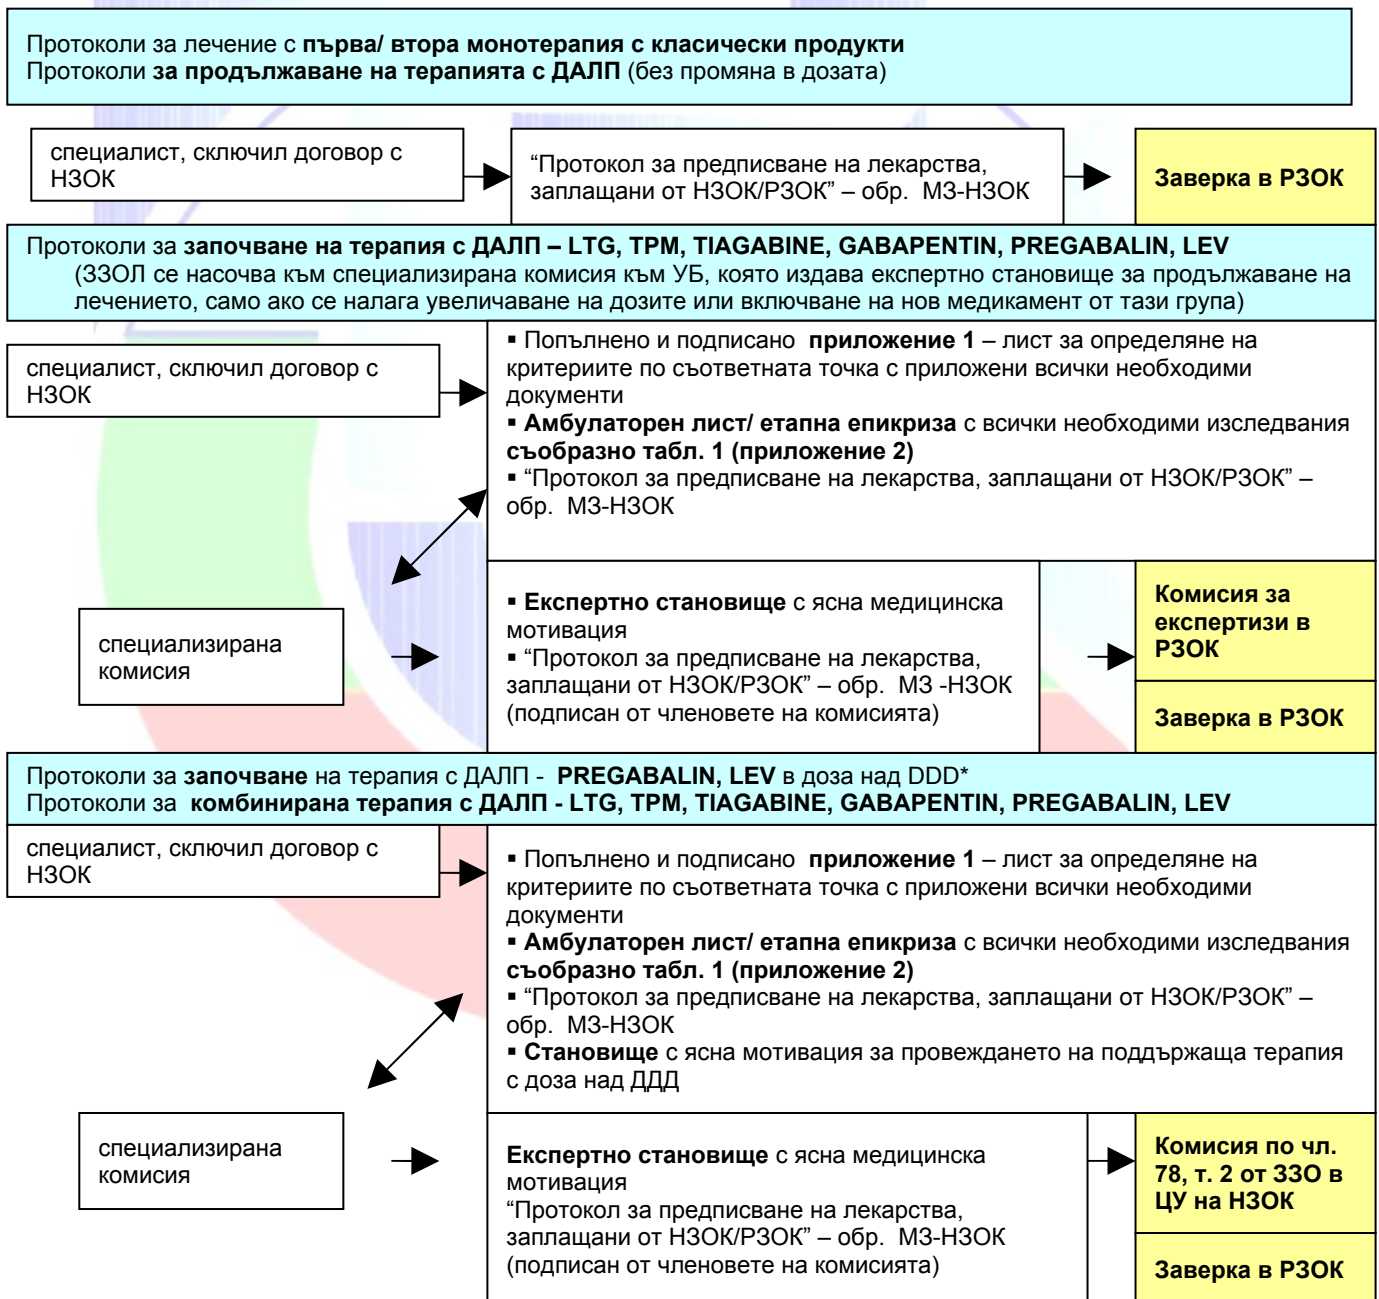 Протоколи за лечение с първа/ втора монотерапия с класически продукти
Протоколи за продължаване на терапията с ДАЛП (без промяна в дозата)
специалист, сключил договор с
НЗОК
“Протокол за предписване на лекарства,
заплащани от НЗОК/РЗОК” – обр. МЗ-НЗОК
Заверка в РЗОК
Протоколи за започване на терапия с ДАЛП – LTG, TPM, TIAGABINE, GABAPENTIN, PREGABALIN, LEV
(ЗЗОЛ се насочва към специализирана комисия към УБ, която издава експертно становище за продължаване на
лечението, само ако се налага увеличаване на дозите или включване на нов медикамент от тази група)
специалист, сключил договор с
НЗОК
▪ Попълнено и подписано приложение 1 – лист за определяне на
критериите по съответната точка с приложени всички необходими
документи
▪ Амбулаторен лист/ етапна епикриза с всички необходими изследвания
съобразно табл. 1 (приложение 2)
▪ “Протокол за предписване на лекарства, заплащани от НЗОК/РЗОК” –
обр. МЗ-НЗОК
специализирана
комисия
▪ Експертно становище с ясна медицинска
мотивация
▪ “Протокол за предписване на лекарства,
заплащани от НЗОК/РЗОК” – обр. МЗ -НЗОК
(подписан от членовете на комисията)
Комисия за
експертизи в
РЗОК
Заверка в РЗОК
Протоколи за започване на терапия с ДАЛП - PREGABALIN, LEV в доза над DDD*
Протоколи за комбинирана терапия с ДАЛП - LTG, TPM, TIAGABINE, GABAPENTIN, PREGABALIN, LEV
специалист, сключил договор с
НЗОК
▪ Попълнено и подписано приложение 1 – лист за определяне на
критериите по съответната точка с приложени всички необходими
документи
▪ Амбулаторен лист/ етапна епикриза с всички необходими изследвания
съобразно табл. 1 (приложение 2)
▪ “Протокол за предписване на лекарства, заплащани от НЗОК/РЗОК” –
обр. МЗ-НЗОК
▪ Становище с ясна мотивация за провеждането на поддържаща терапия
с доза над ДДД
специализирана
комисия
Експертно становище с ясна медицинска
мотивация
“Протокол за предписване на лекарства,
заплащани от НЗОК/РЗОК” – обр. МЗ-НЗОК
(подписан от членовете на комисията)
Комисия по чл.
78, т. 2 от ЗЗО в
ЦУ на НЗОК
Заверка в РЗОК